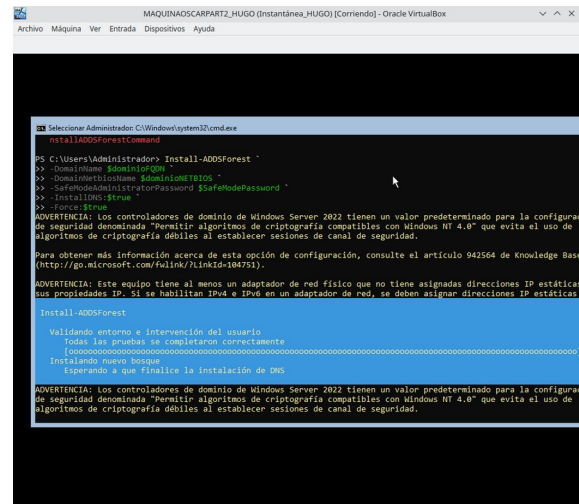 MAQUINAOSCARPART2_HUGO (Instantánea_HUGO) [Corriendo] - Oracle VirtualBox
Archivo Máquina Ver Entrada Dispositivos Ayuda
Seleccionar Administrador: C:\Windows\system32\cmd.exe
nstallADDSForestCommand
PS C:\Users\Administrador> Install-ADDSForest `
>> -DomainName $dominioFQDN `
>> -DomainNetbiosName $dominioNETBIOS `
>> -SafeModeAdministratorPassword $SafeModePassword `
>> -InstallDNS:$true `
>> -Force:$true
ADVERTENCIA: Los controladores de dominio de Windows Server 2022 tienen un valor predeterminado para la configurac
de seguridad denominada "Permitir algoritmos de criptografía compatibles con Windows NT 4.0" que evita el uso de
algoritmos de criptografía débiles al establecer sesiones de canal de seguridad.
Para obtener más información acerca de esta opción de configuración, consulte el artículo 942564 de Knowledge Base
(http://go.microsoft.com/fwlink/?LinkId=104751).
ADVERTENCIA: Este equipo tiene al menos un adaptador de red físico que no tiene asignadas direcciones IP estáticas
sus propiedades IP. Si se habilitan IPv4 e IPv6 en un adaptador de red, se deben asignar direcciones IP estáticas
Install-ADDSForest
Validando entorno e intervención del usuario
Todas las pruebas se completaron correctamente
[oooooooooooooooooooooooooooooooooooooooooooooooooooooooooooooooooooooooooooooooooooooooooooooooooooooo]
Instalando nuevo bosque
Esperando a que finalice la instalación de DNS
ADVERTENCIA: Los controladores de dominio de Windows Server 2022 tienen un valor predeterminado para la configurac
de seguridad denominada "Permitir algoritmos de criptografía compatibles con Windows NT 4.0" que evita el uso de
algoritmos de criptografía débiles al establecer sesiones de canal de seguridad.